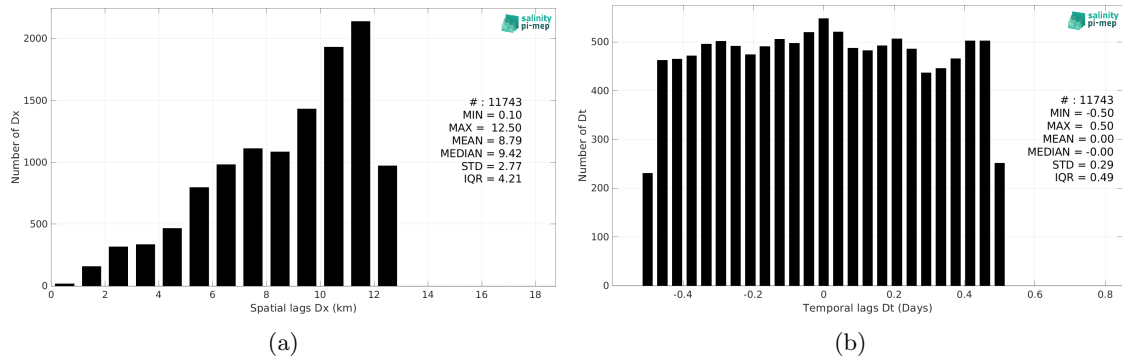 salinity
pi-mep
Number of Dx
2000
1500
1000
500
0
# : 11743
MIN = 0.10
MAX = 12.50
MEAN = 8.79
MEDIAN = 9.42
STD = 2.77
IQR = 4.21
0 2 4 6 8 10 12 14 16 18
Spatial lags Dx (km)
(a)
salinity
pi-mep
Number of Dt
500
400
300
200
100
0
# : 11743
MIN = -0.50
MAX = 0.50
MEAN = 0.00
MEDIAN = -0.00
STD = 0.29
IQR = 0.49
-0.4 -0.2 0 0.2 0.4 0.6 0.8
Temporal lags Dt (Days)
(b)